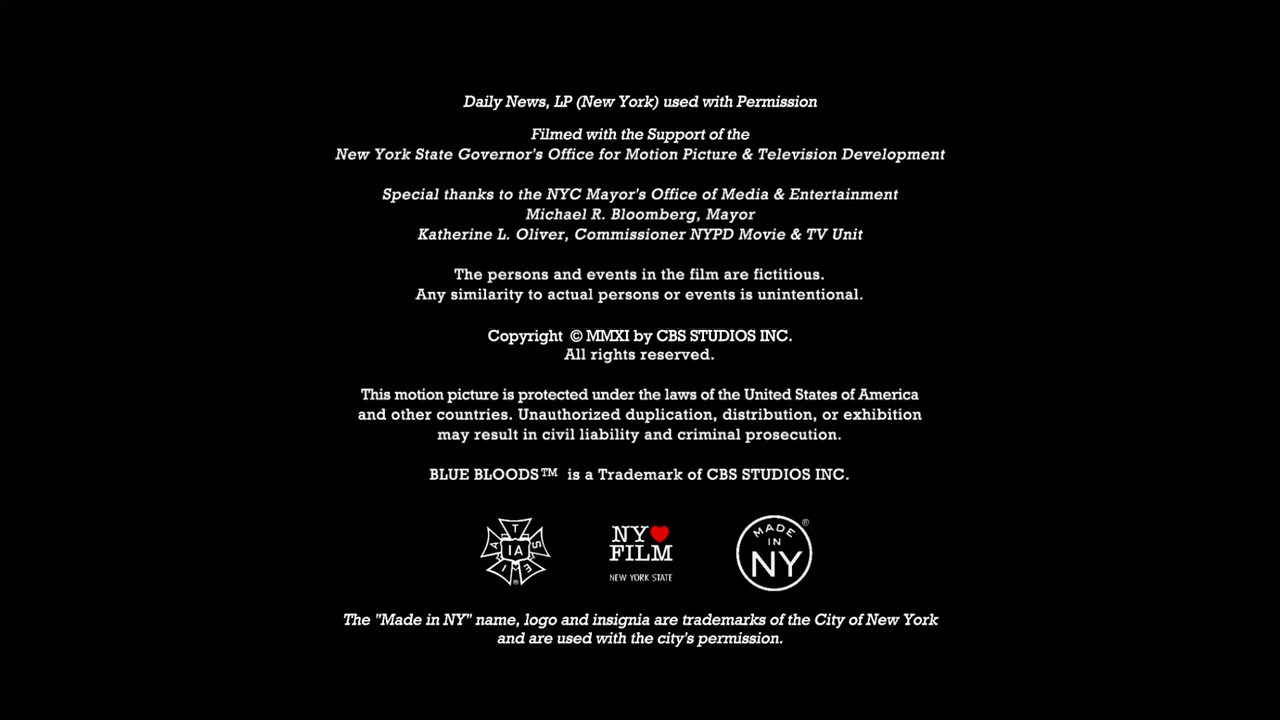 Daily News, LP (New York) used with Permission
Filmed with the Support of the
New York State Governor's Office for Motion Picture & Television Development
Special thanks to the NYC Mayor's Office of Media & Entertainment
Michael R. Bloomberg, Mayor
Katherine L. Oliver, Commissioner NYPD Movie & TV Unit
The persons and events in the film are fictitious.
Any similarity to actual persons or events is unintentional.
Copyright © MMXI by CBS STUDIOS INC.
All rights reserved.
This motion picture is protected under the laws of the United States of America
and other countries. Unauthorized duplication, distribution, or exhibition
may result in civil liability and criminal prosecution.
BLUE BLOODS™ is a Trademark of CBS STUDIOS INC.
IATSE IA ®
NY ♥
FILM
NEW YORK STATE
MADE
IN
NY ®
The "Made in NY" name, logo and insignia are trademarks of the City of New York
and are used with the city's permission.